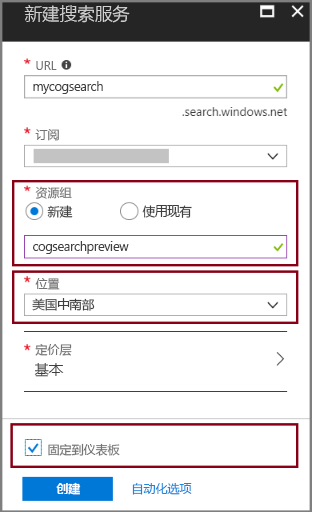 新建搜索服务
* URL
mycogsearch
.search.windows.net
* 订阅
* 资源组
新建 使用现有
cogsearchpreview
* 位置
美国中南部
* 定价层
基本
固定到仪表板
创建 自动化选项